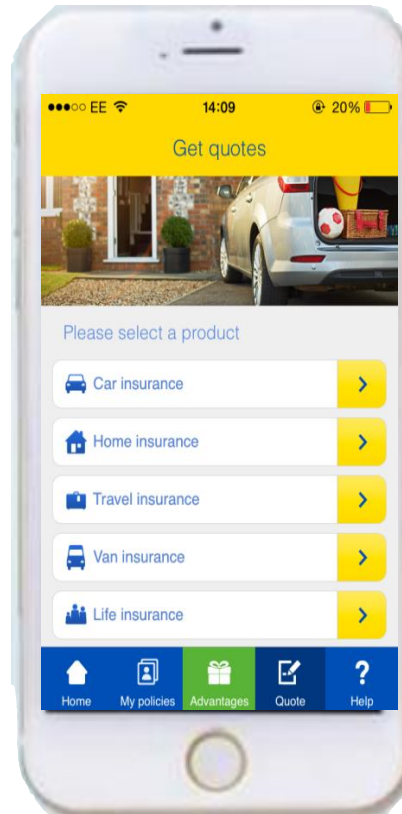 EE 14:09 20%
Get quotes
Please select a product
Car insurance
Home insurance
Travel insurance
Van insurance
Life insurance
Home My policies Advantages Quote ? Help